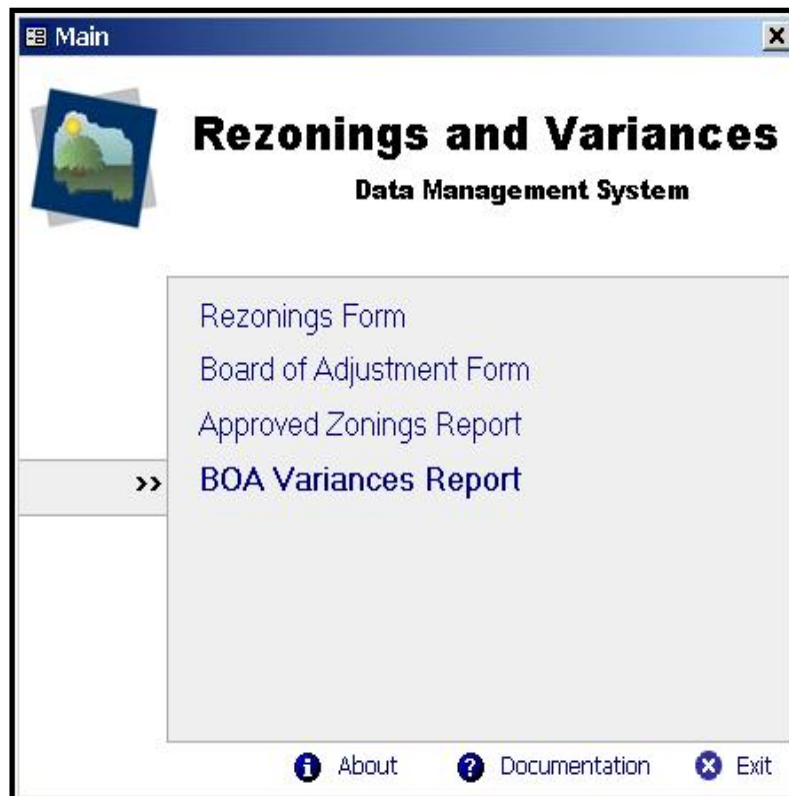 Main
Rezonings and Variances
Data Management System
Rezonings Form
Board of Adjustment Form
Approved Zonings Report
>> BOA Variances Report
About Documentation Exit